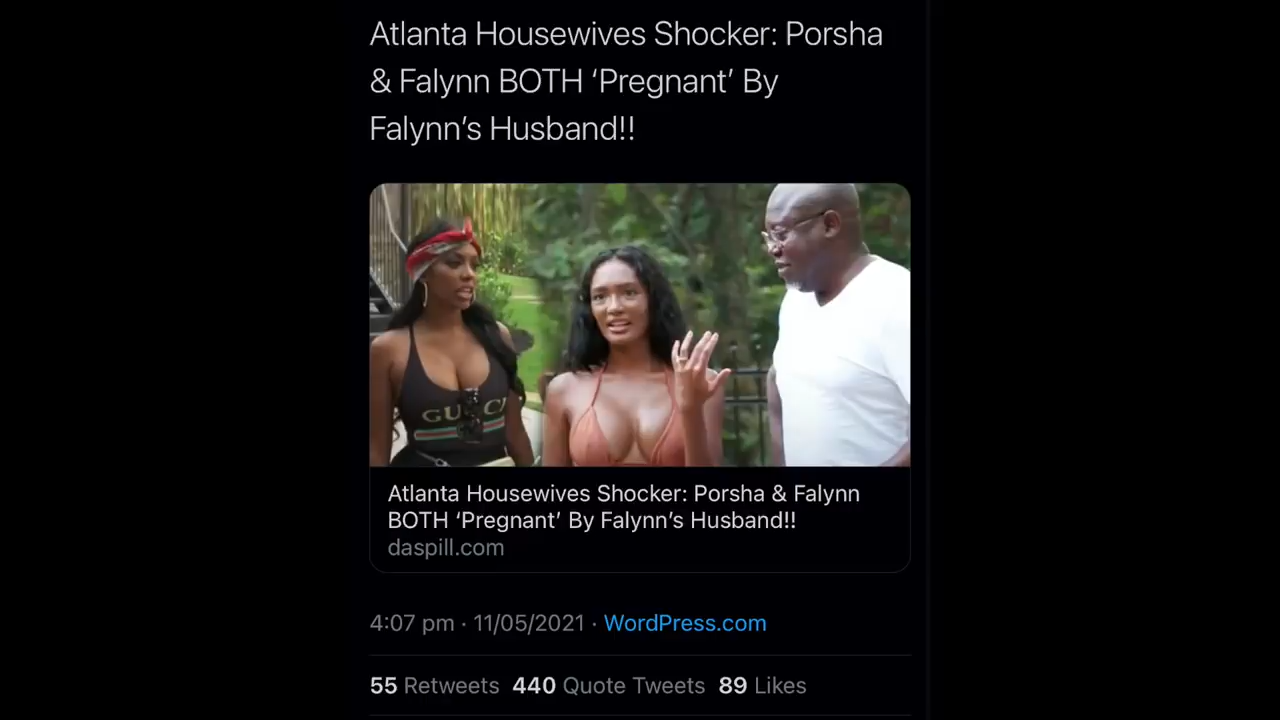 Atlanta Housewives Shocker: Porsha
& Falynn BOTH ‘Pregnant’ By
Falynn’s Husband!!
GUCCI
Atlanta Housewives Shocker: Porsha & Falynn
BOTH ‘Pregnant’ By Falynn’s Husband!!
daspill.com
4:07 pm · 11/05/2021 · WordPress.com
55 Retweets 440 Quote Tweets 89 Likes